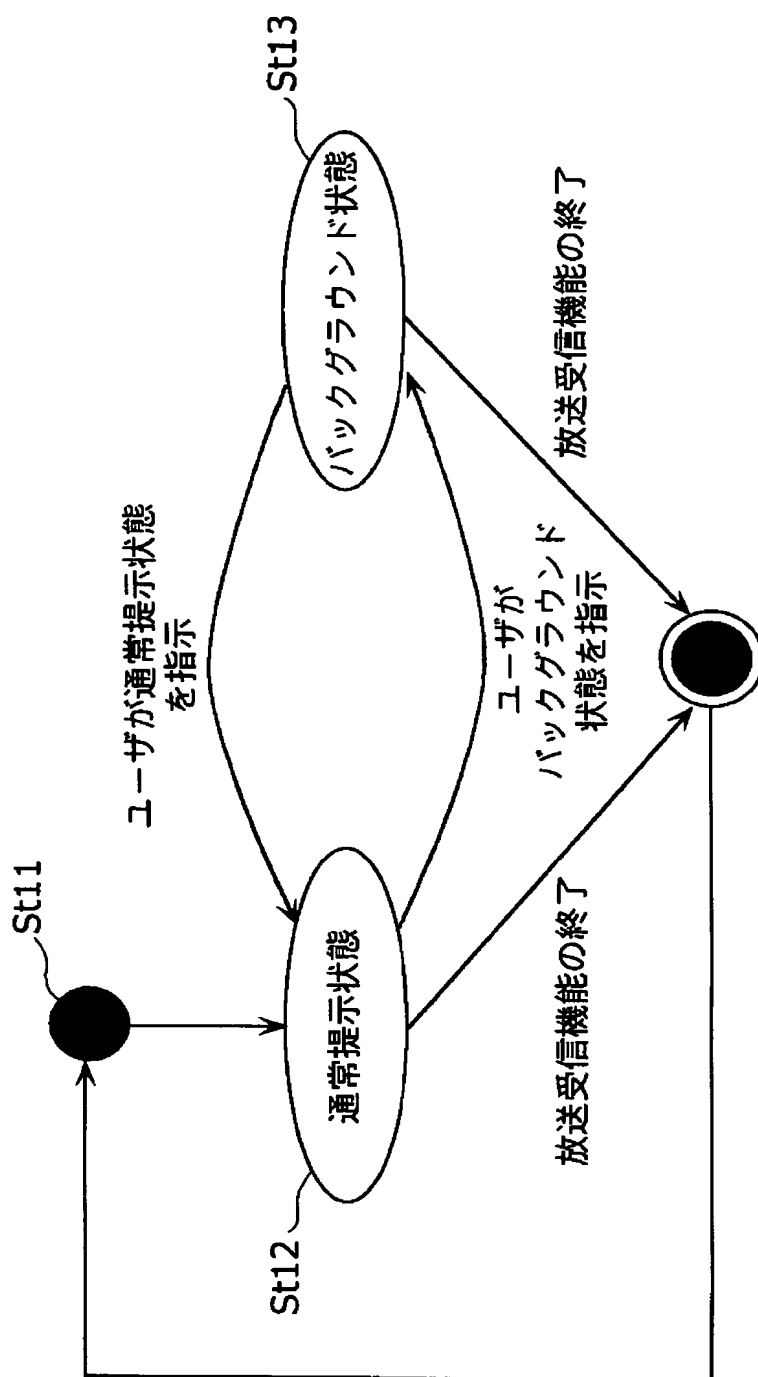 St11
St12
通常提示状態
St13
バックグラウンド状態
ユーザが通常提示状態
を指示
ユーザが
バックグラウンド
状態を指示
放送受信機能の終了
放送受信機能の終了